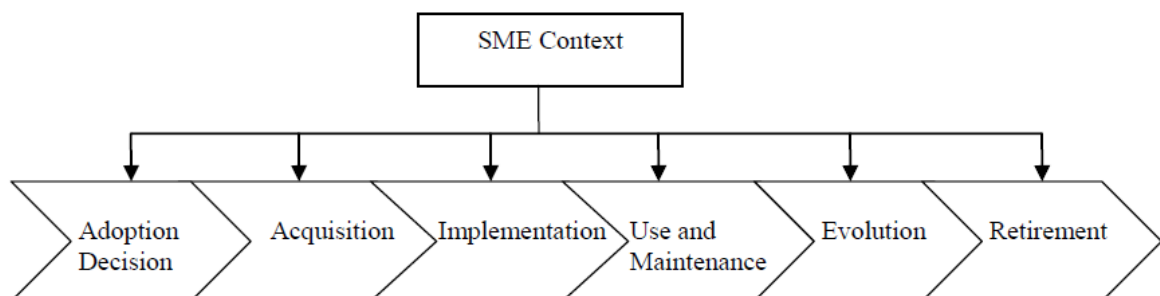 SME Context
Adoption
Decision
Acquisition
Implementation
Use and
Maintenance
Evolution
Retirement